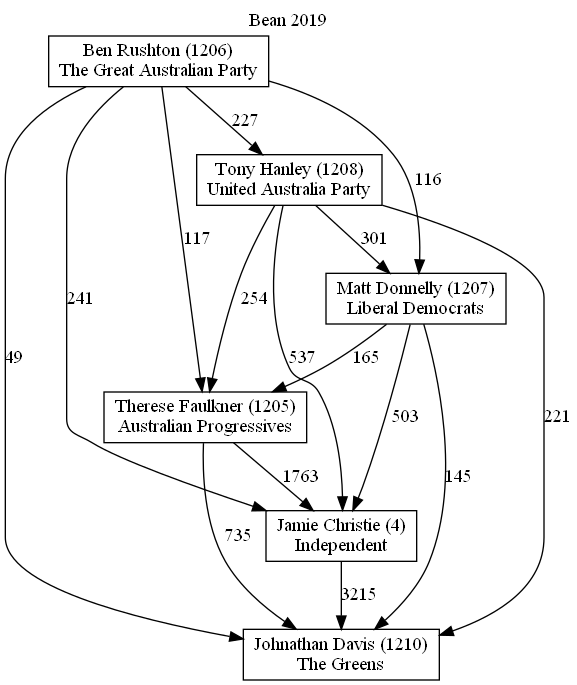 Bean 2019
Ben Rushton (1206)
The Great Australian Party
227
Tony Hanley (1208)
United Australia Party
116
117
301
241
254
Matt Donnelly (1207)
Liberal Democrats
49
537
165
Therese Faulkner (1205)
Australian Progressives
503
221
1763
145
735
Jamie Christie (4)
Independent
3215
Johnathan Davis (1210)
The Greens